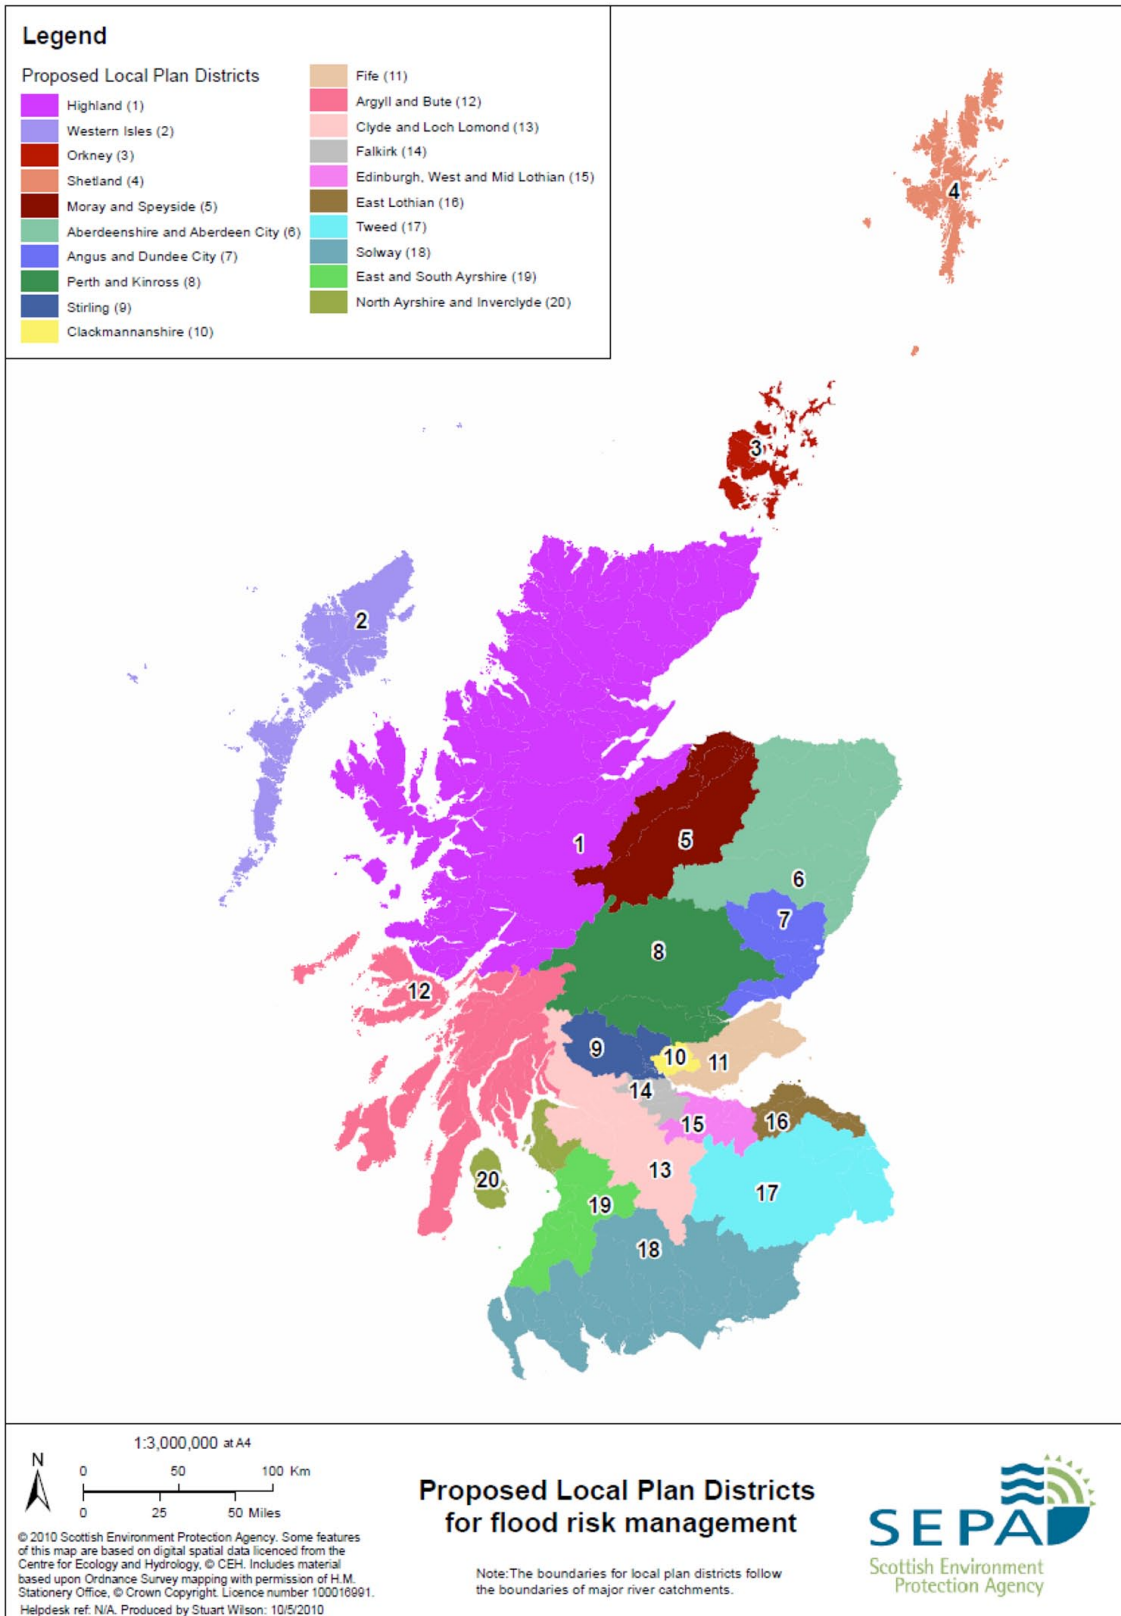 Legend
Proposed Local Plan Districts
Highland (1)
Western Isles (2)
Orkney (3)
Shetland (4)
Moray and Speyside (5)
Aberdeenshire and Aberdeen City (6)
Angus and Dundee City (7)
Perth and Kinross (8)
Stirling (9)
Clackmannanshire (10)
Fife (11)
Argyll and Bute (12)
Clyde and Loch Lomond (13)
Falkirk (14)
Edinburgh, West and Mid Lothian (15)
East Lothian (16)
Tweed (17)
Solway (18)
East and South Ayrshire (19)
North Ayrshire and Inverclyde (20)
4
3
2
1
5
6
7
8
12
9
10
11
14
15
16
13
20
17
19
18
1:3,000,000 at A4
N
0 50 100 Km
0 25 50 Miles
© 2010 Scottish Environment Protection Agency. Some features
of this map are based on digital spatial data licenced from the
Centre for Ecology and Hydrology, © CEH. Includes material
based upon Ordnance Survey mapping with permission of H.M.
Stationery Office, © Crown Copyright. Licence number 100016991.
Helpdesk ref: N/A. Produced by Stuart Wilson: 10/5/2010
Proposed Local Plan Districts
for flood risk management
Note:The boundaries for local plan districts follow
the boundaries of major river catchments.
SEPA
Scottish Environment
Protection Agency